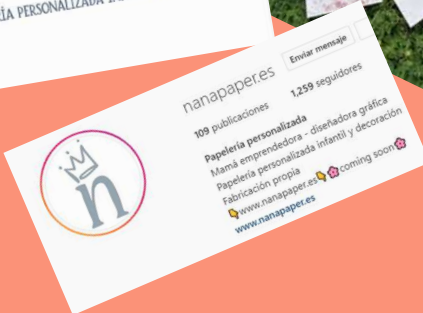 ÍA PERSONALIZADA
nanapaper.es
Enviar mensaje
109 publicaciones
1,259 seguidores
Papelería personalizada
Mamá emprendedora - diseñadora gráfica
Papelería personalizada infantil y decoración
Fabricación propia
👇www.nanapaper.es👇🌸coming soon🌸
www.nanapaper.es
n